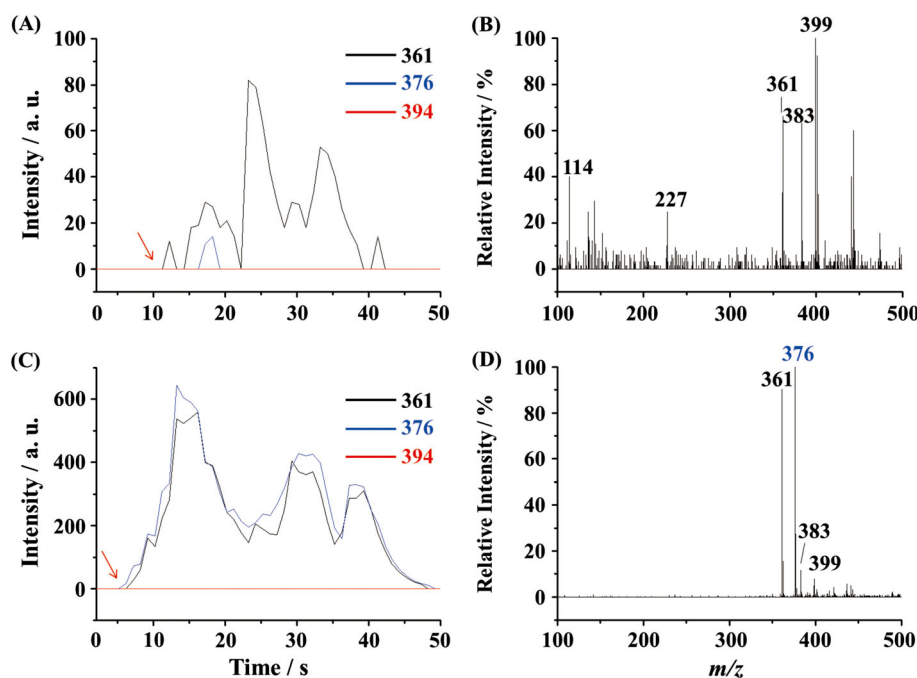 (A)
Intensity / a. u.
100
80
60
40
20
0
0 10 20 30 40 50
361
376
394
(B)
Relative Intensity / %
100
80
60
40
20
0
100 200 300 400 500
399
361
383
114
227
(C)
Intensity / a. u.
600
400
200
0
0 10 20 30 40 50
Time / s
361
376
394
(D)
Relative Intensity / %
100
80
60
40
20
0
100 200 300 400 500
m/z
376
361
383
399